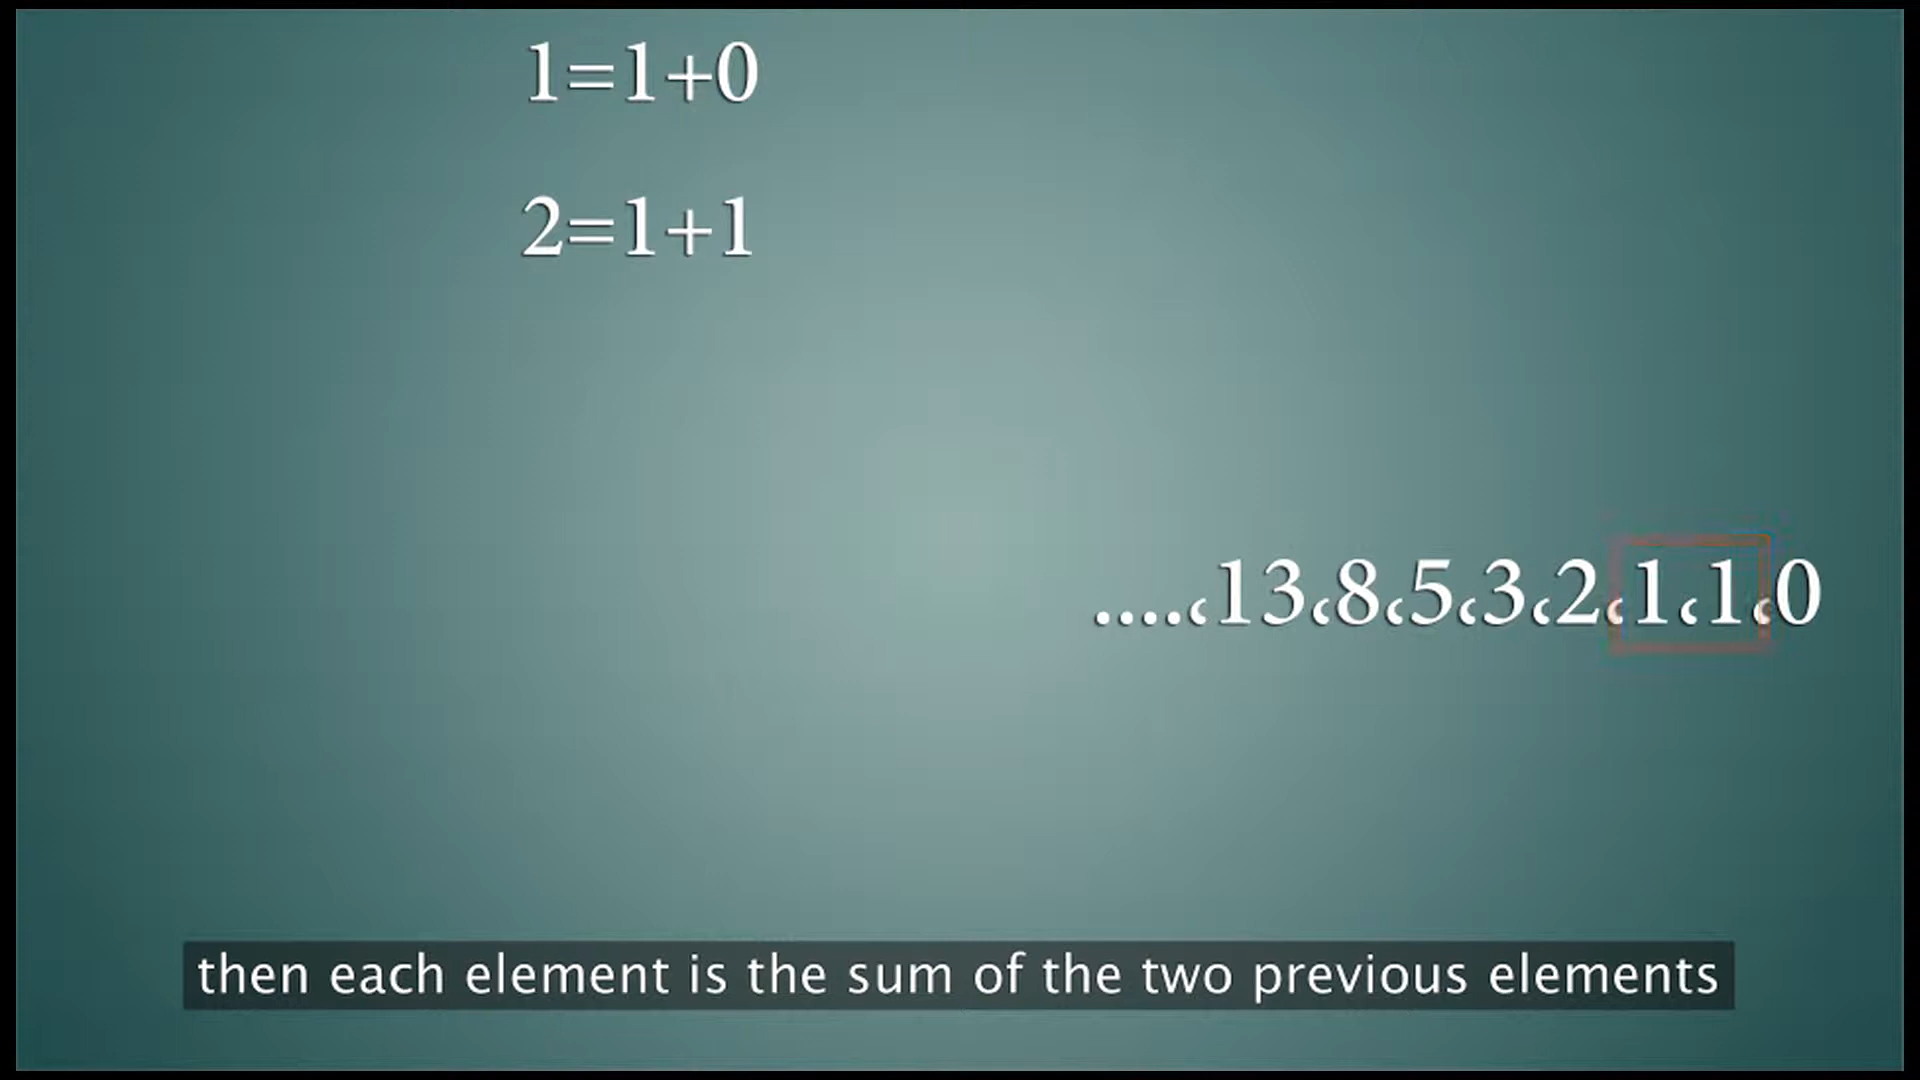 1=1+0
2=1+1
....،13،8،5،3،2،1،1،0
then each element is the sum of the two previous elements